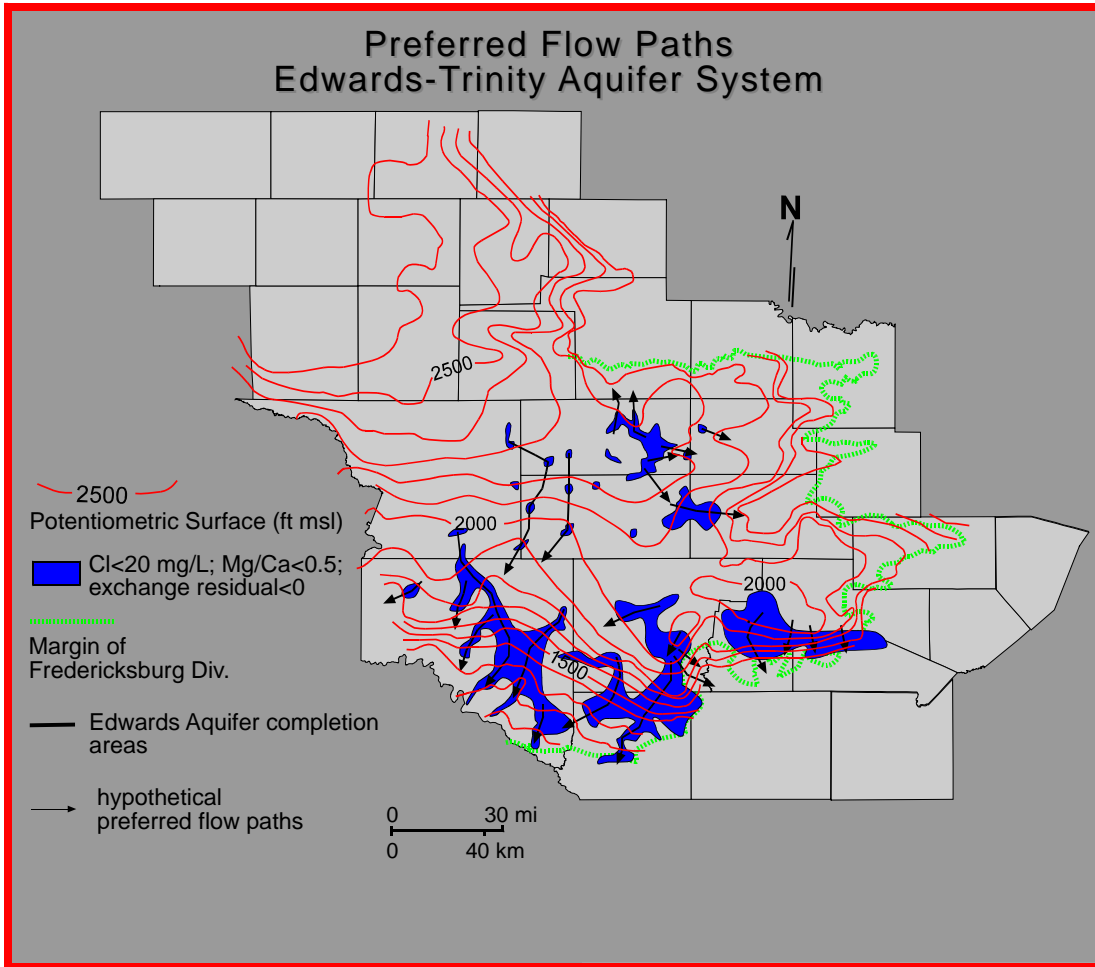 Preferred Flow Paths
Edwards-Trinity Aquifer System
N
2500
2500
Potentiometric Surface (ft msl)
2000
Cl<20 mg/L; Mg/Ca<0.5;
exchange residual<0
2000
Margin of
Fredericksburg Div.
1500
Edwards Aquifer completion
areas
hypothetical
preferred flow paths
0 30 mi
0 40 km